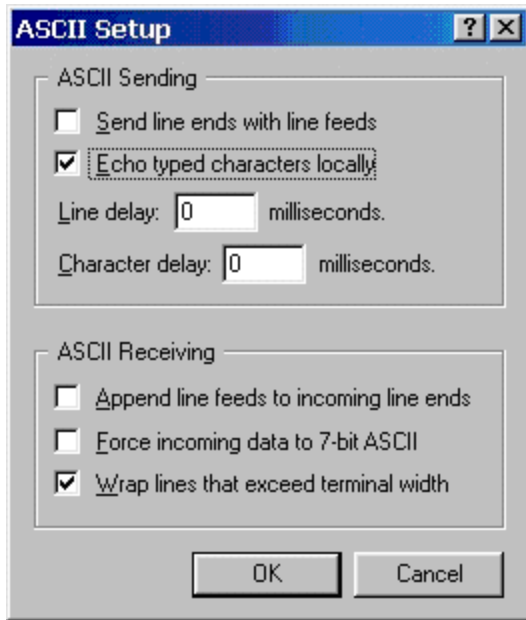 ASCII Setup
ASCII Sending
Send line ends with line feeds
Echo typed characters locally
Line delay: 0 milliseconds.
Character delay: 0 milliseconds.
ASCII Receiving
Append line feeds to incoming line ends
Force incoming data to 7-bit ASCII
Wrap lines that exceed terminal width
OK Cancel